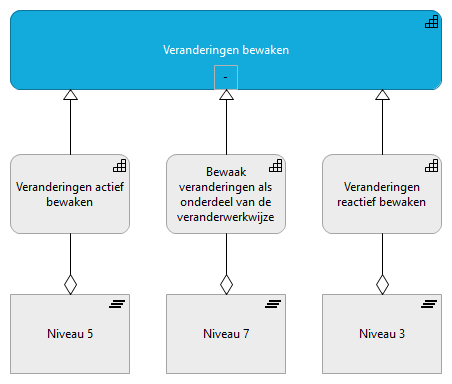 Veranderingen bewaken
-
Veranderingen actief
bewaken
Bewaak
veranderingen als
onderdeel van de
veranderwerkwijze
Veranderingen
reactief bewaken
Niveau 5
Niveau 7
Niveau 3